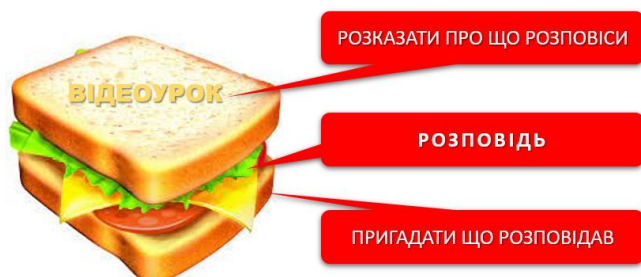 РОЗКАЗАТИ ПРО ЩО РОЗПОВІСИ
ВІДЕОУРОК
РОЗПОВІДЬ
ПРИГАДАТИ ЩО РОЗПОВІДАВ